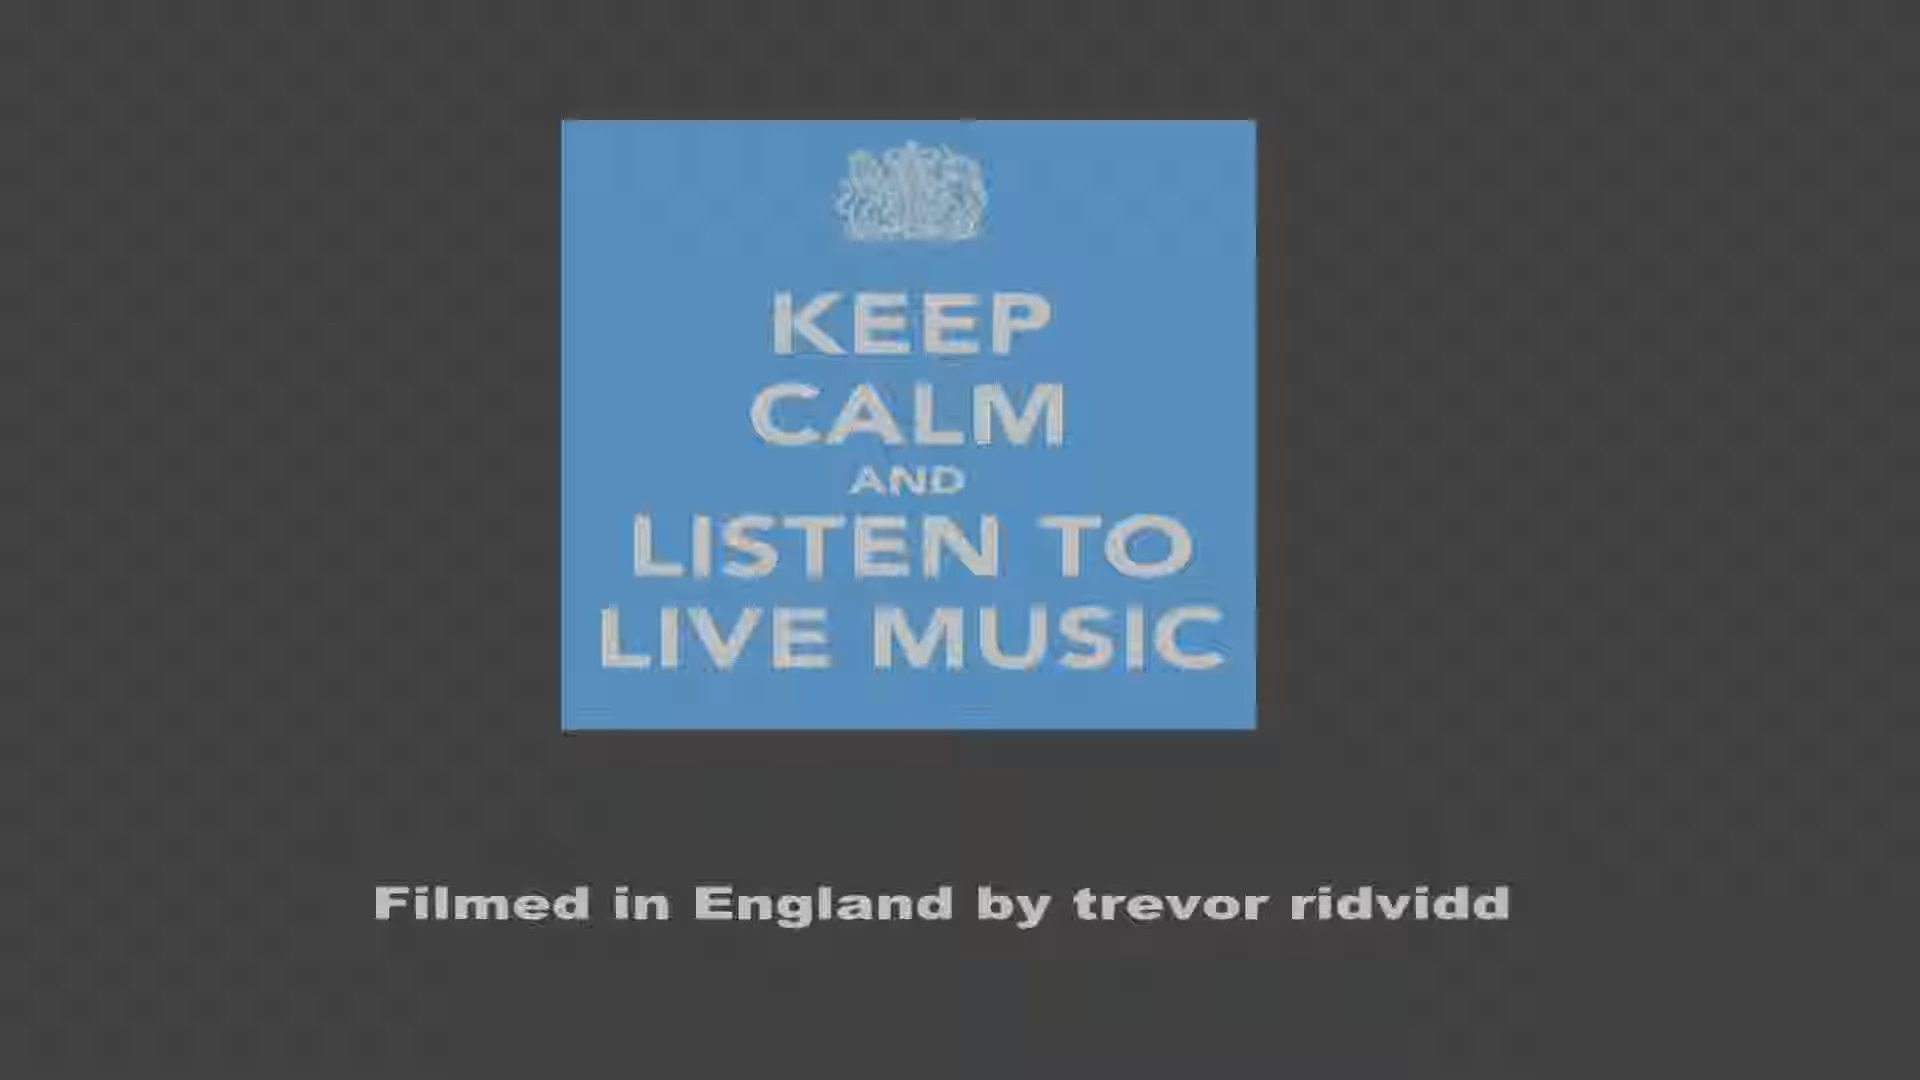 KEEP
CALM
AND
LISTEN TO
LIVE MUSIC
Filmed in England by trevor ridvidd